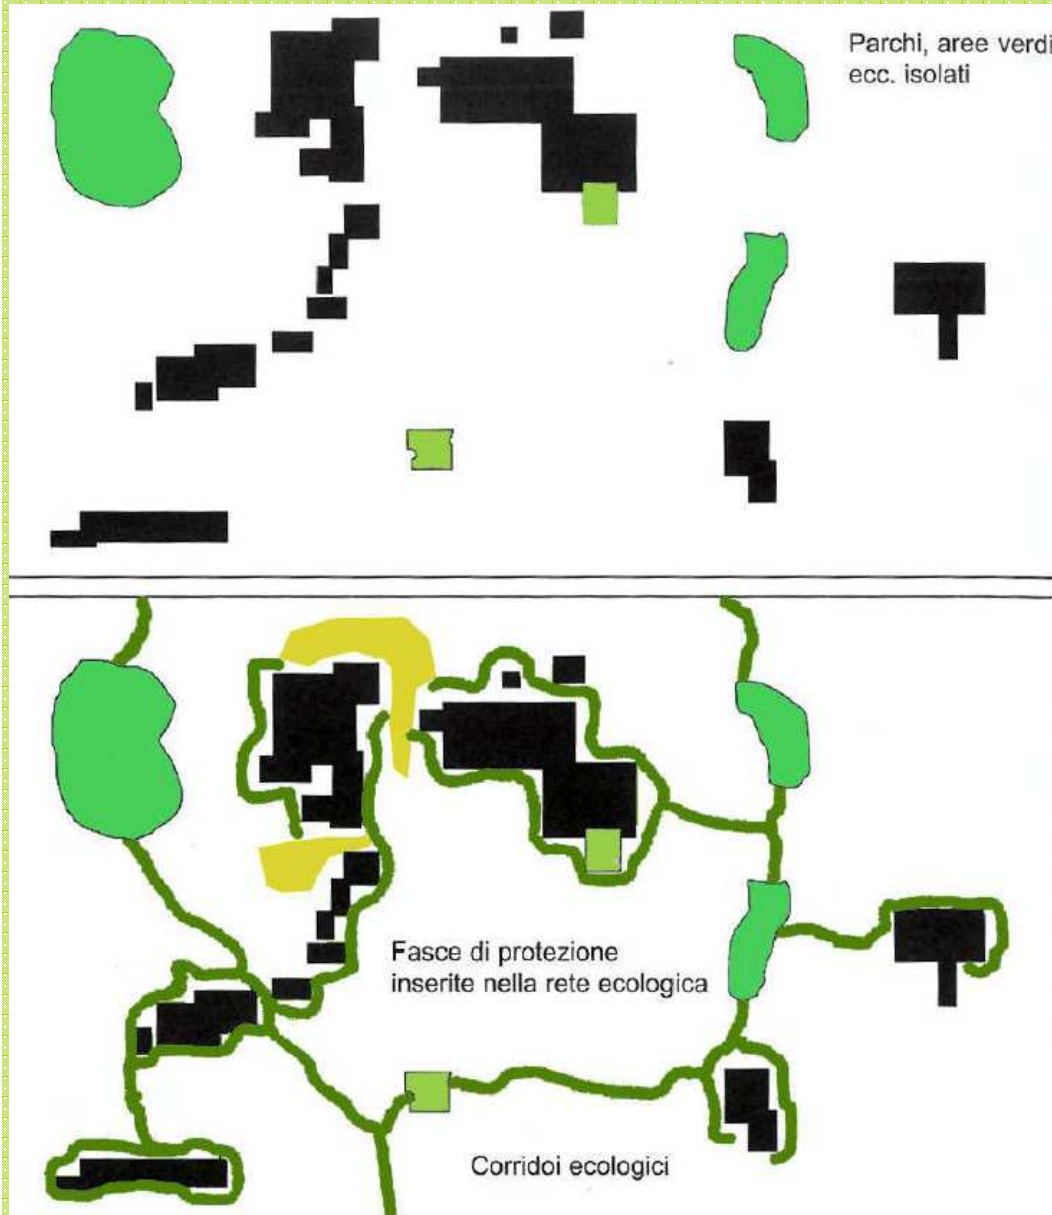 Parchi, aree verdi
ecc. isolati
Fasce di protezione
inserite nella rete ecologica
Corridoi ecologici